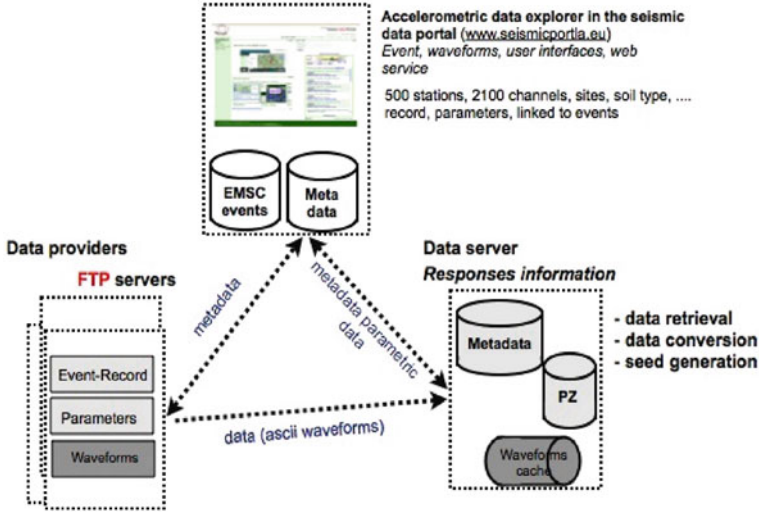 Accelerometric data explorer in the seismic
data portal (www.seismicportla.eu)
Event, waveforms, user interfaces, web
service
500 stations, 2100 channels, sites, soil type, ....
record, parameters, linked to events
EMSC
events
Meta
data
Data providers
FTP servers
Event-Record
Parameters
Waveforms
metadata
metadata parametric
data
data (ascii waveforms)
Data server
Responses information
Metadata
PZ
Waveforms
cache
- data retrieval
- data conversion
- seed generation